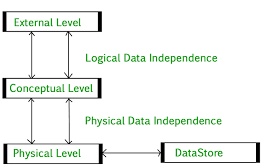 External Level
Logical Data Independence
Conceptual Level
Physical Data Independence
Physical Level
DataStore